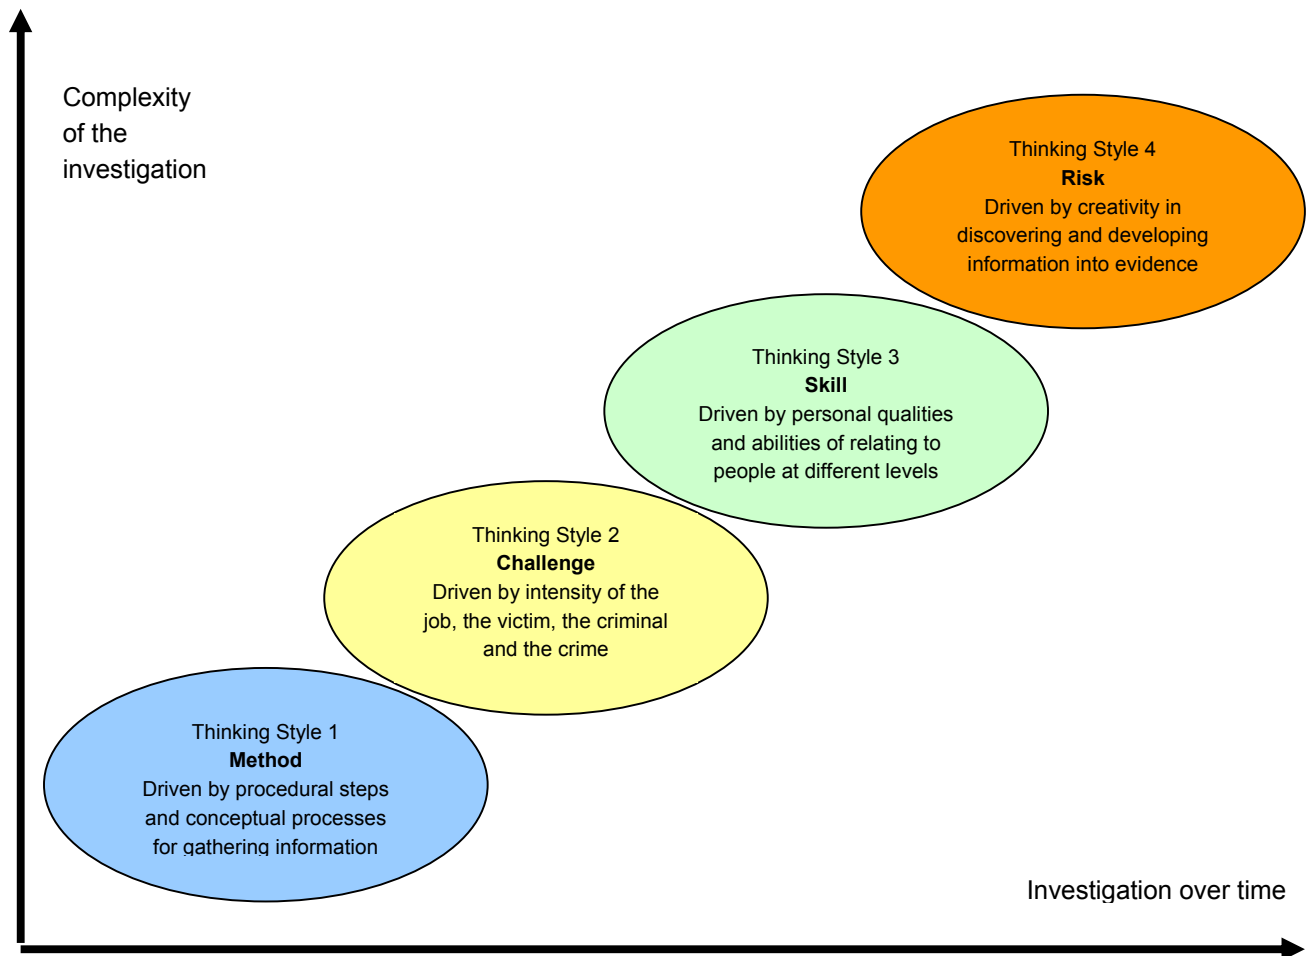 Complexity
of the
investigation
Thinking Style 4
Risk
Driven by creativity in
discovering and developing
information into evidence
Thinking Style 3
Skill
Driven by personal qualities
and abilities of relating to
people at different levels
Thinking Style 2
Challenge
Driven by intensity of the
job, the victim, the criminal
and the crime
Thinking Style 1
Method
Driven by procedural steps
and conceptual processes
for gathering information
Investigation over time